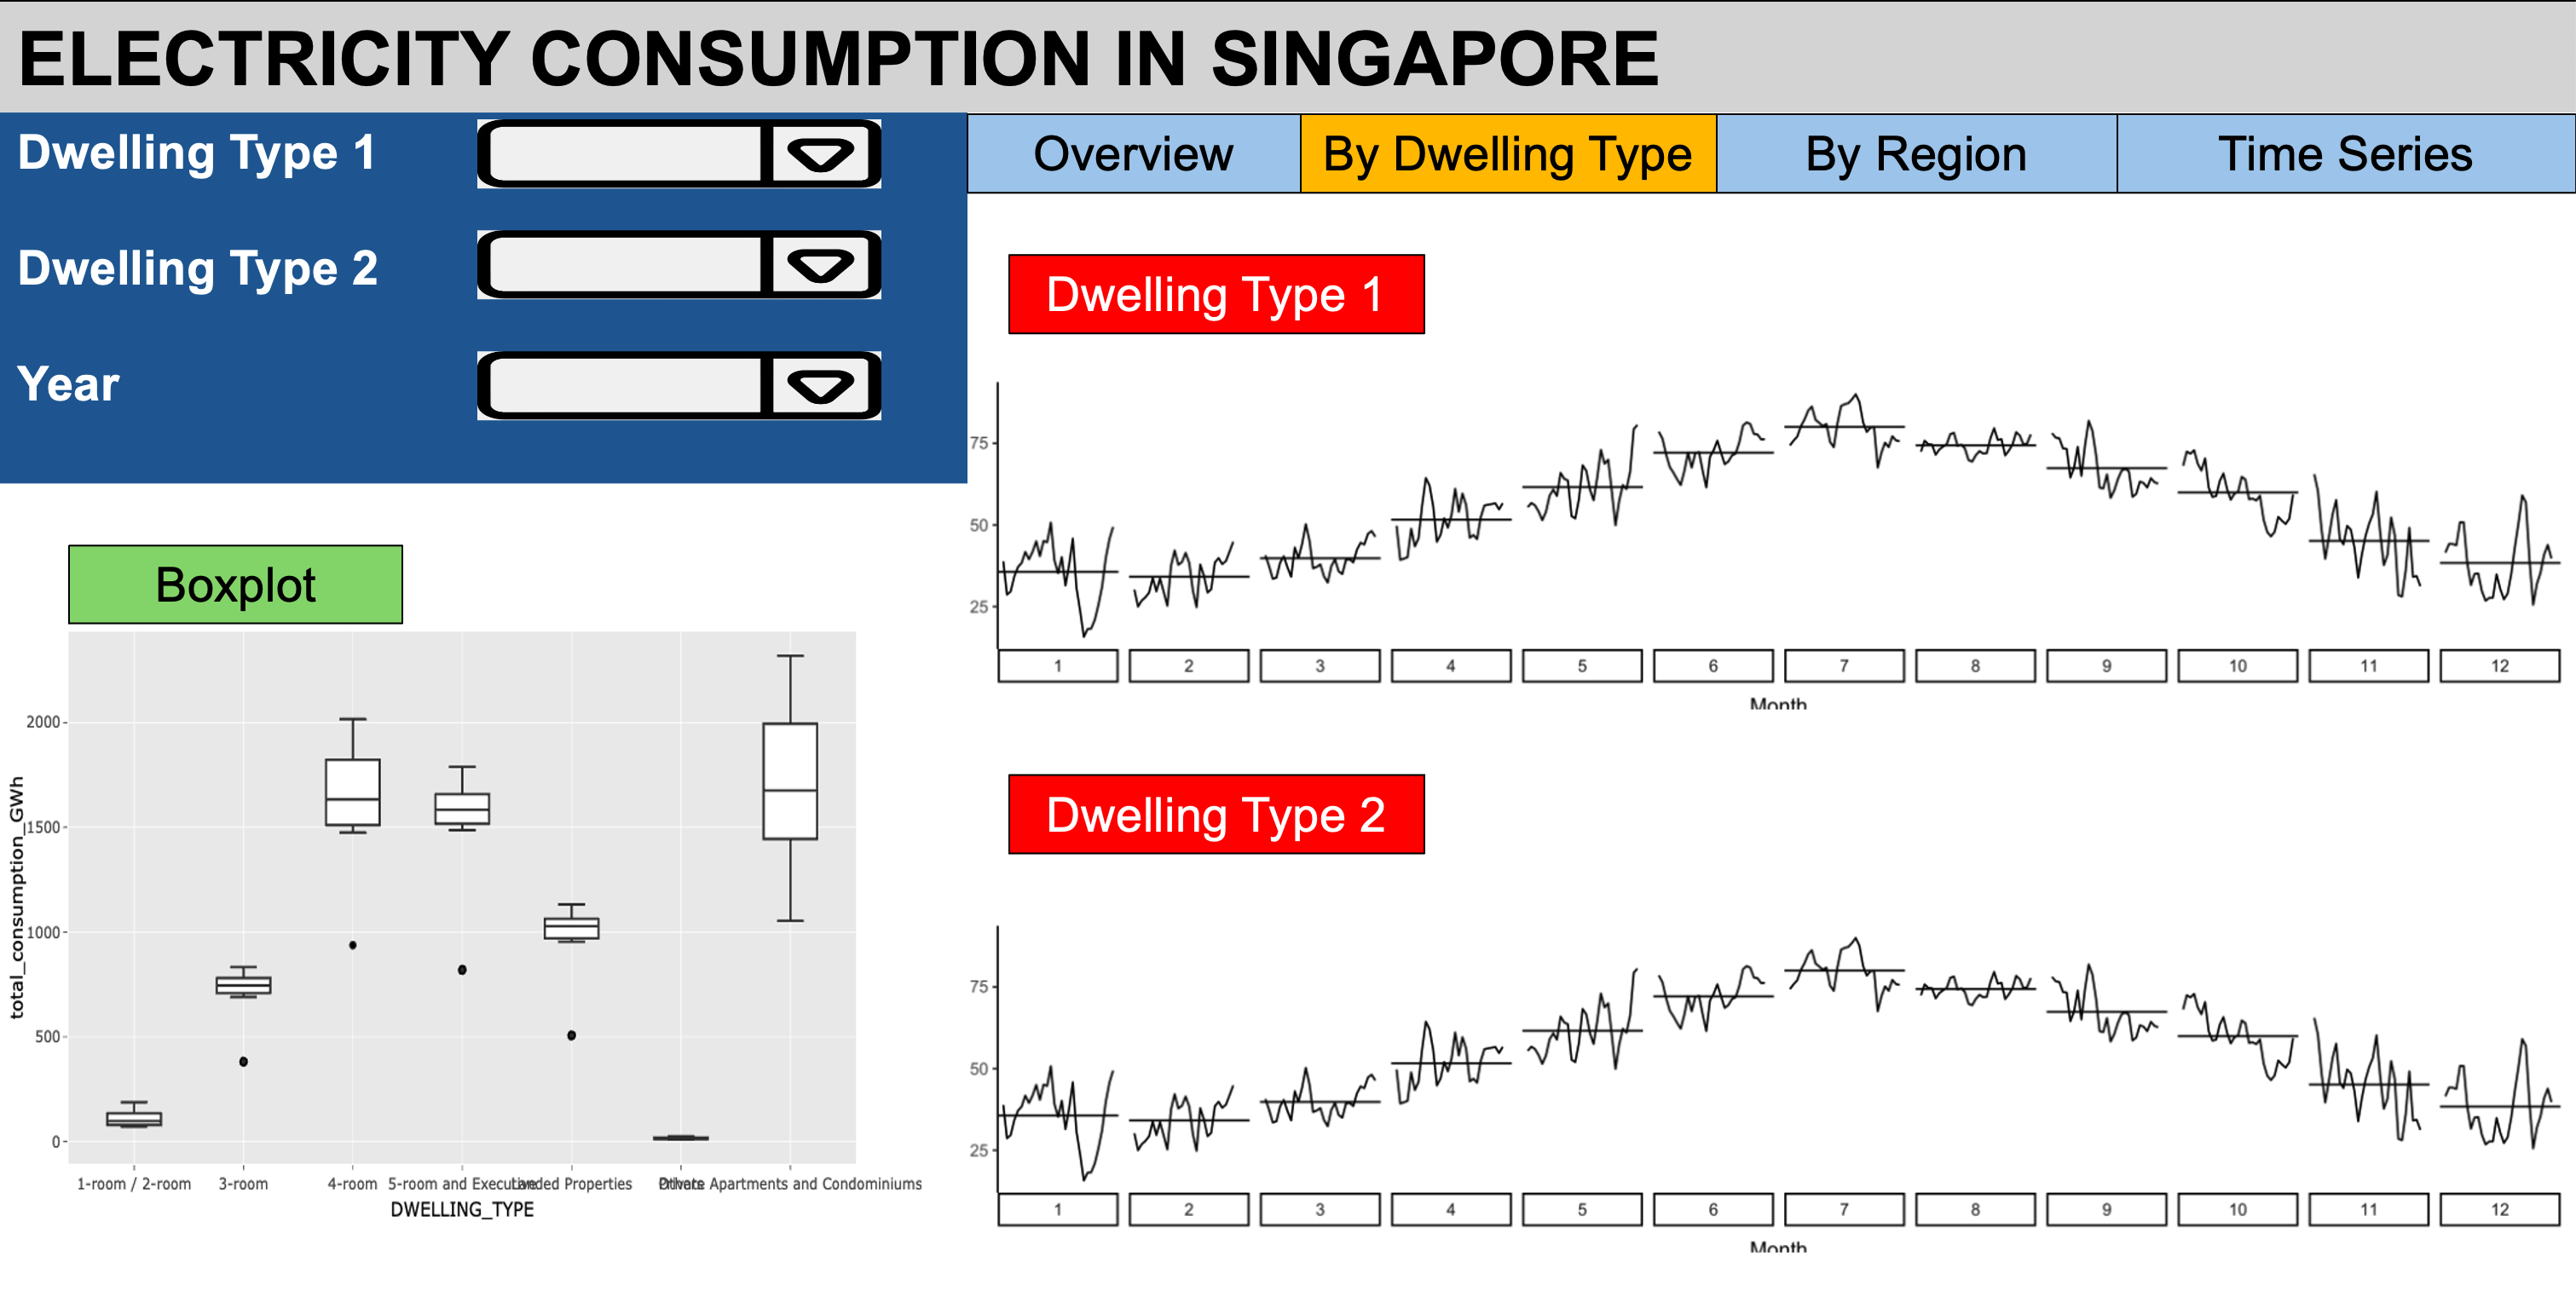 ELECTRICITY CONSUMPTION IN SINGAPORE
Dwelling Type 1
Dwelling Type 2
Year
Overview
By Dwelling Type
By Region
Time Series
Boxplot
total_consumption_GWh
2000
1500
1000
500
0
1-room / 2-room
3-room
4-room
5-room and Executive
Landed Properties
Others
Private Apartments and Condominiums
DWELLING_TYPE
Dwelling Type 1
75
50
25
1 2 3 4 5 6 7 8 9 10 11 12
Month
Dwelling Type 2
75
50
25
1 2 3 4 5 6 7 8 9 10 11 12
Month